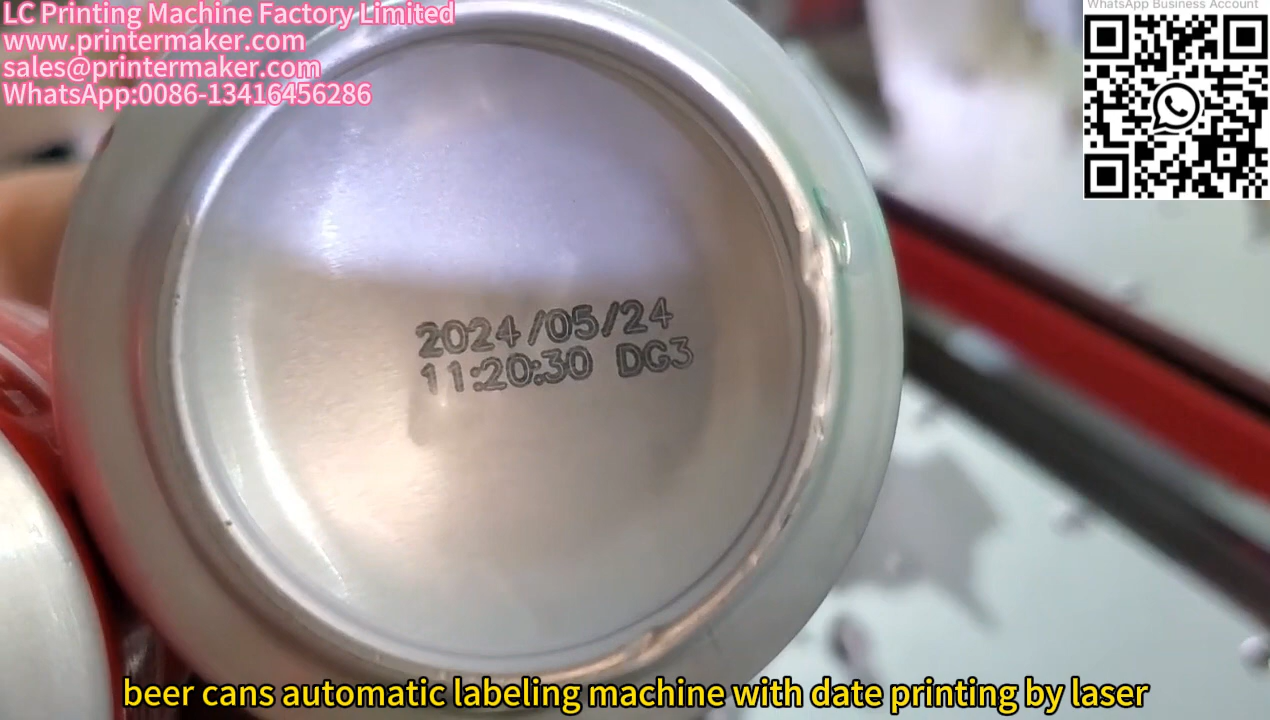 LC Printing Machine Factory Limited
www.printermaker.com
sales@printermaker.com
WhatsApp:0086-13416456286
WhatsApp Business Account
2024/05/24
11:20:30 DG3
beer cans automatic labeling machine with date printing by laser